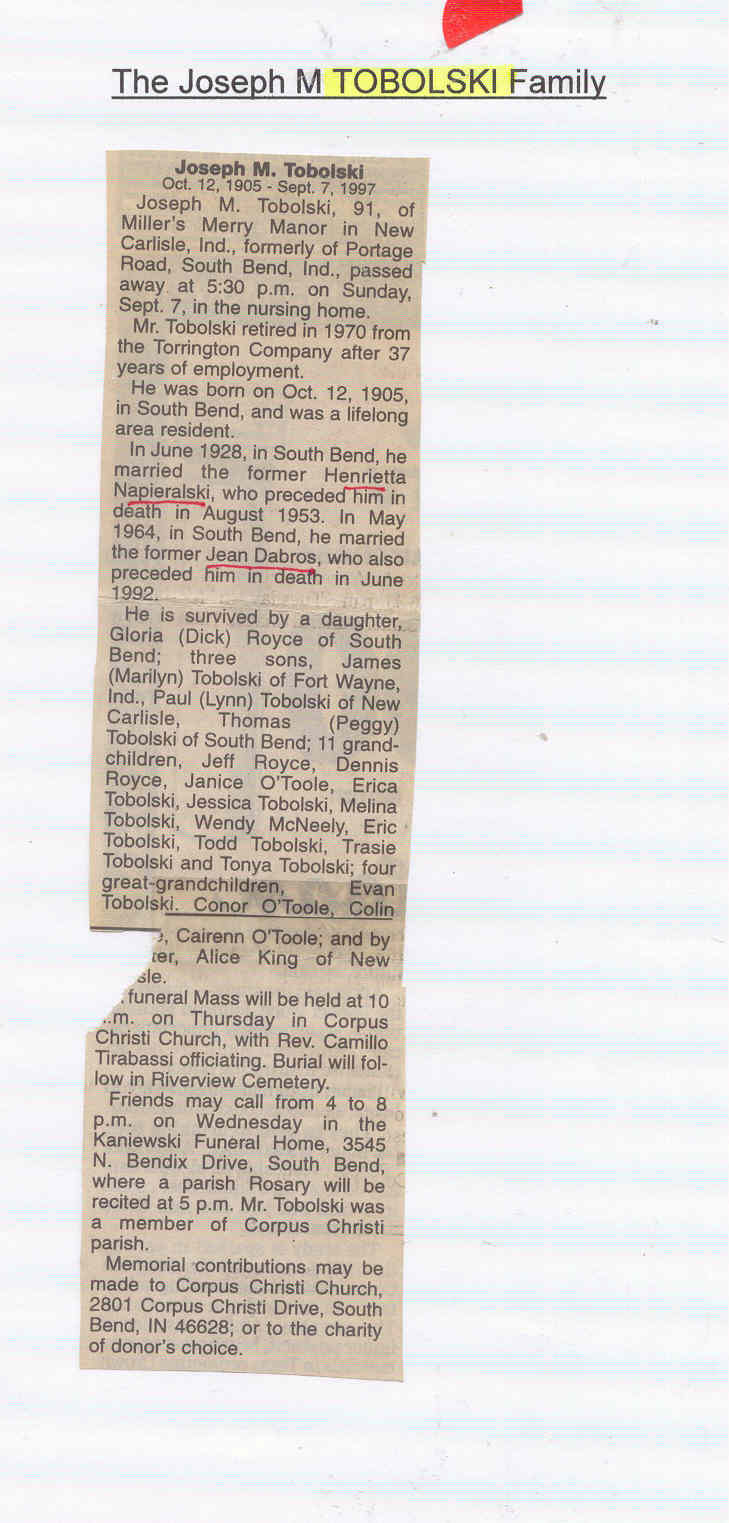 The Joseph M TOBOLSKI Family
Joseph M. Tobolski
Oct. 12, 1905 - Sept. 7, 1997
Joseph M. Tobolski, 91, of
Miller's Merry Manor in New
Carlisle, Ind., formerly of Portage
Road, South Bend, Ind., passed
away at 5:30 p.m. on Sunday,
Sept. 7, in the nursing home.
Mr. Tobolski retired in 1970 from
the Torrington Company after 37
years of employment.
He was born on Oct. 12, 1905,
in South Bend, and was a lifelong
area resident.
In June 1928, in South Bend, he
married the former Henrietta
Napieralski, who preceded him in
death in August 1953. In May
1964, in South Bend, he married
the former Jean Dabros, who also
preceded him in death in June
1992.
He is survived by a daughter,
Gloria (Dick) Royce of South
Bend; three sons, James
(Marilyn) Tobolski of Fort Wayne,
Ind., Paul (Lynn) Tobolski of New
Carlisle, Thomas (Peggy)
Tobolski of South Bend; 11 grand-
children, Jeff Royce, Dennis
Royce, Janice O'Toole, Erica
Tobolski, Jessica Tobolski, Melina
Tobolski, Wendy McNeely, Eric
Tobolski, Todd Tobolski, Trasie
Tobolski and Tonya Tobolski; four
great-grandchildren, Evan
Tobolski. Conor O'Toole, Colin
Cairenn O'Toole; and by
Alice King of New
funeral Mass will be held at 10
on Thursday in Corpus
Christi Church, with Rev. Camillo
Tirabassi officiating. Burial will fol-
low in Riverview Cemetery.
Friends may call from 4 to 8
p.m. on Wednesday in the
Kaniewski Funeral Home, 3545
N. Bendix Drive, South Bend,
where a parish Rosary will be
recited at 5 p.m. Mr. Tobolski was
a member of Corpus Christi
parish.
Memorial contributions may be
made to Corpus Christi Church,
2801 Corpus Christi Drive, South
Bend, IN 46628; or to the charity
of donor's choice.